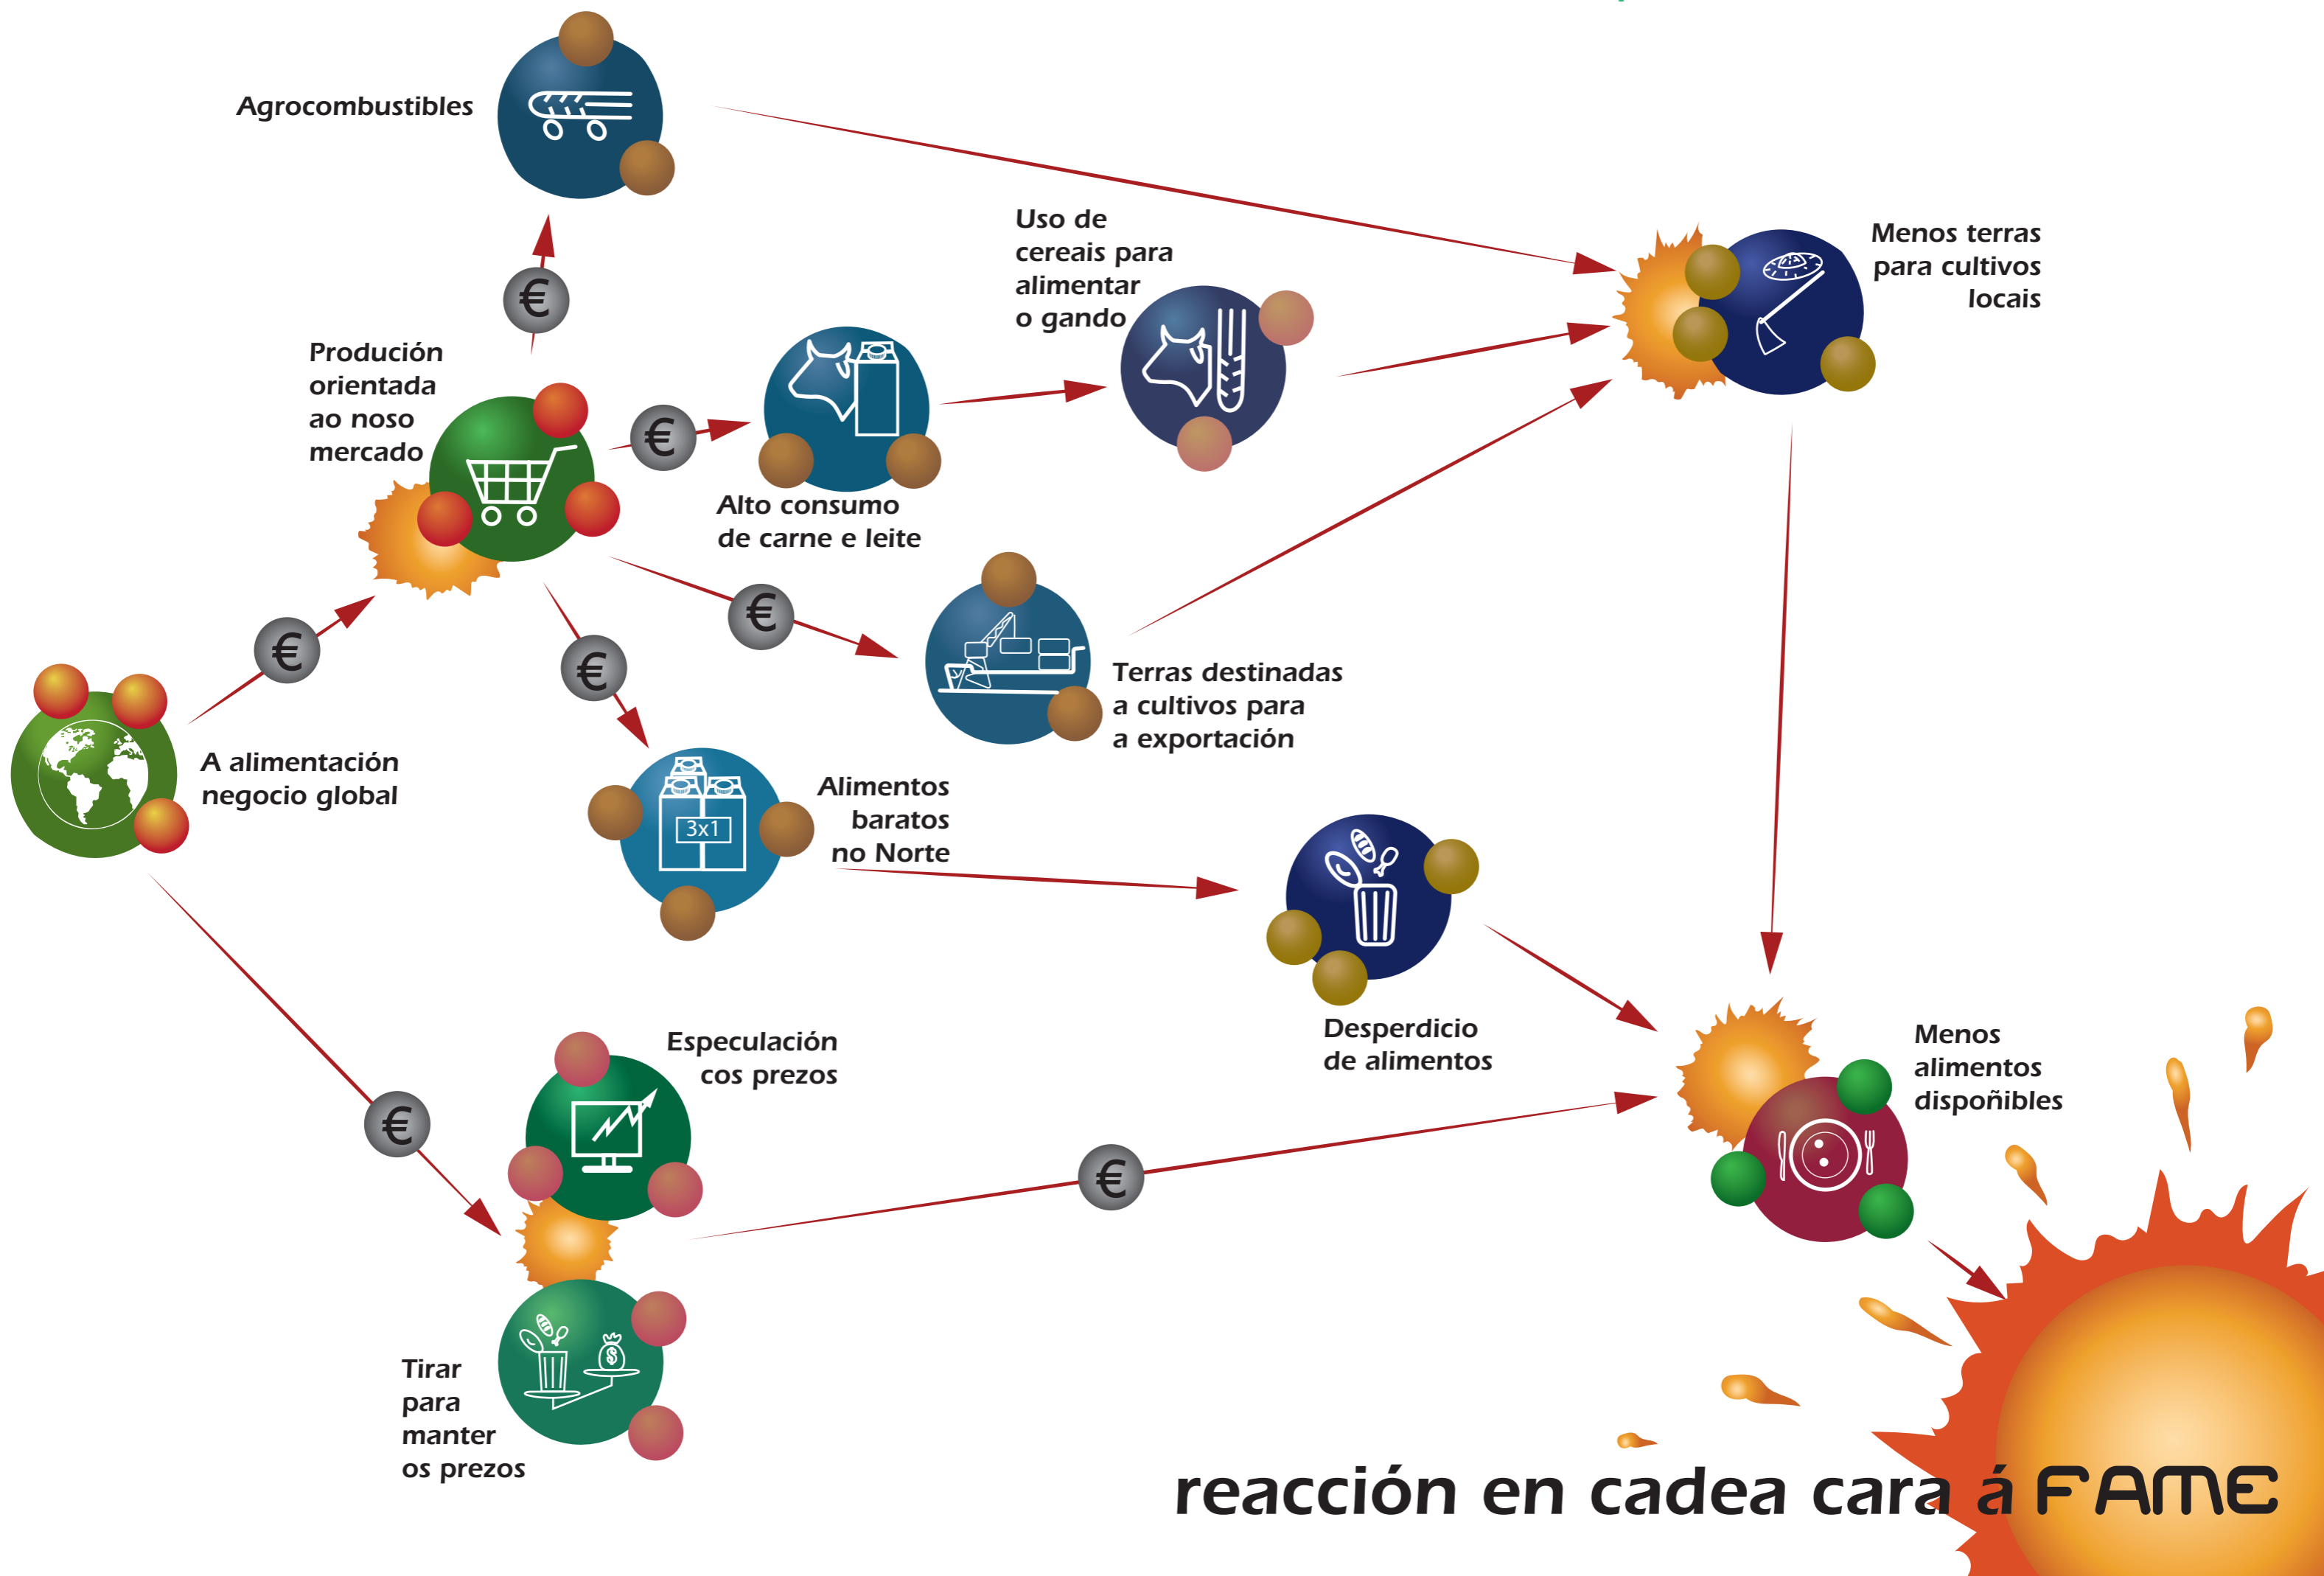 Agrocombustibles
Uso de
cereais para
alimentar
o gando
Menos terras
para cultivos
locais
€
Produción
orientada
ao noso
mercado
€
Alto consumo
de carne e leite
€
€
€
Terras destinadas
a cultivos para
a exportación
A alimentación
negocio global
Alimentos
baratos
no Norte
3x1
Desperdicio
de alimentos
Menos
alimentos
dispoñibles
Especulación
cos prezos
€
€
$
Tirar
para
manter
os prezos
reacción en cadea cara á FAME